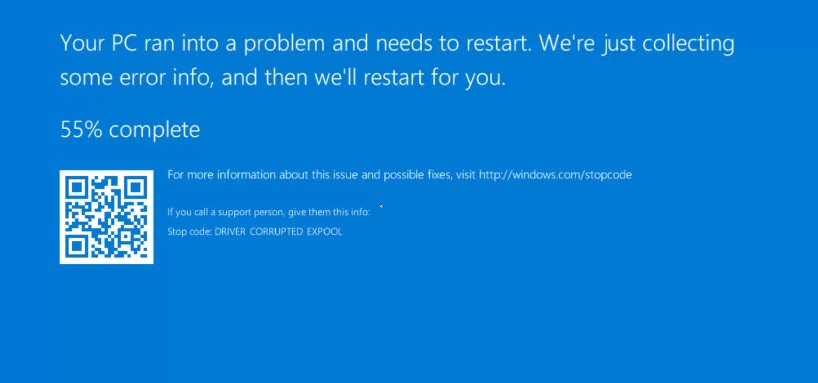 Your PC ran into a problem and needs to restart. We're just collecting
some error info, and then we'll restart for you.
55% complete
For more information about this issue and possible fixes, visit http://windows.com/stopcode
If you call a support person, give them this info:
Stop code: DRIVER CORRUPTED EXPOOL